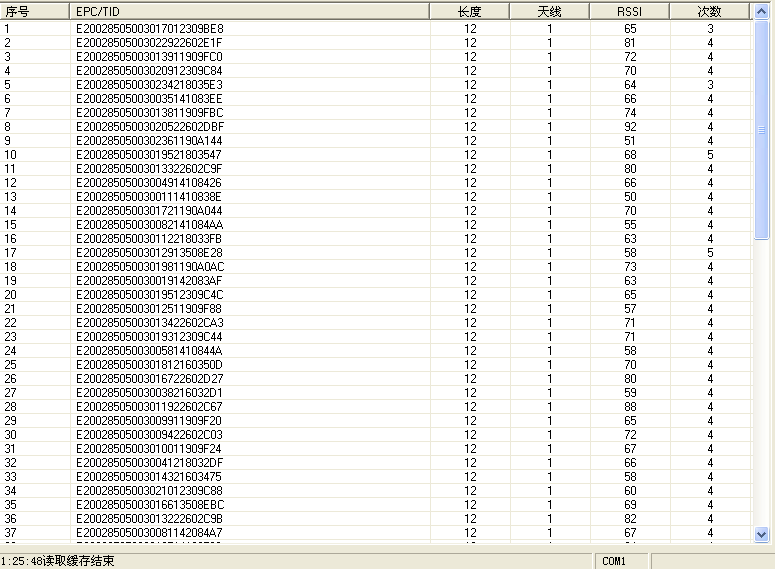 序号 EPC/TID 长度 天线 RSSI 次数
1 E20028505003017012309BE8 12 1 65 3
2 E20028505003022922602E1F 12 1 81 4
3 E20028505003013911909FC0 12 1 72 4
4 E20028505003020912309C84 12 1 70 4
5 E200285050030234218035E3 12 1 64 3
6 E200285050030035141083EE 12 1 66 4
7 E20028505003013811909FBC 12 1 74 4
8 E20028505003020522602DBF 12 1 92 4
9 E2002850500302361190A144 12 1 51 4
10 E20028505003019521803547 12 1 68 5
11 E20028505003013322602C9F 12 1 80 4
12 E20028505003004914108426 12 1 66 4
13 E2002850500300111410838E 12 1 50 4
14 E2002850500301721190A044 12 1 70 4
15 E200285050030082141084AA 12 1 55 4
16 E200285050030112218033FB 12 1 63 4
17 E20028505003012913508E28 12 1 58 5
18 E2002850500301981190A0AC 12 1 73 4
19 E200285050030019142083AF 12 1 63 4
20 E20028505003019512309C4C 12 1 65 4
21 E20028505003012511909F88 12 1 57 4
22 E20028505003013422602CA3 12 1 71 4
23 E20028505003019312309C44 12 1 71 4
24 E2002850500300581410844A 12 1 58 4
25 E2002850500301812160350D 12 1 70 4
26 E20028505003016722602D27 12 1 80 4
27 E200285050030038216032D1 12 1 59 4
28 E20028505003011922602C67 12 1 88 4
29 E20028505003009911909F20 12 1 65 4
30 E20028505003009422602C03 12 1 72 4
31 E20028505003010011909F24 12 1 67 4
32 E200285050030041218032DF 12 1 66 4
33 E20028505003014321603475 12 1 58 4
34 E20028505003021012309C88 12 1 60 4
35 E20028505003016613508EBC 12 1 69 4
36 E20028505003013222602C9B 12 1 82 4
37 E200285050030081142084A7 12 1 67 4
1:25:48读取缓存结束 COM1